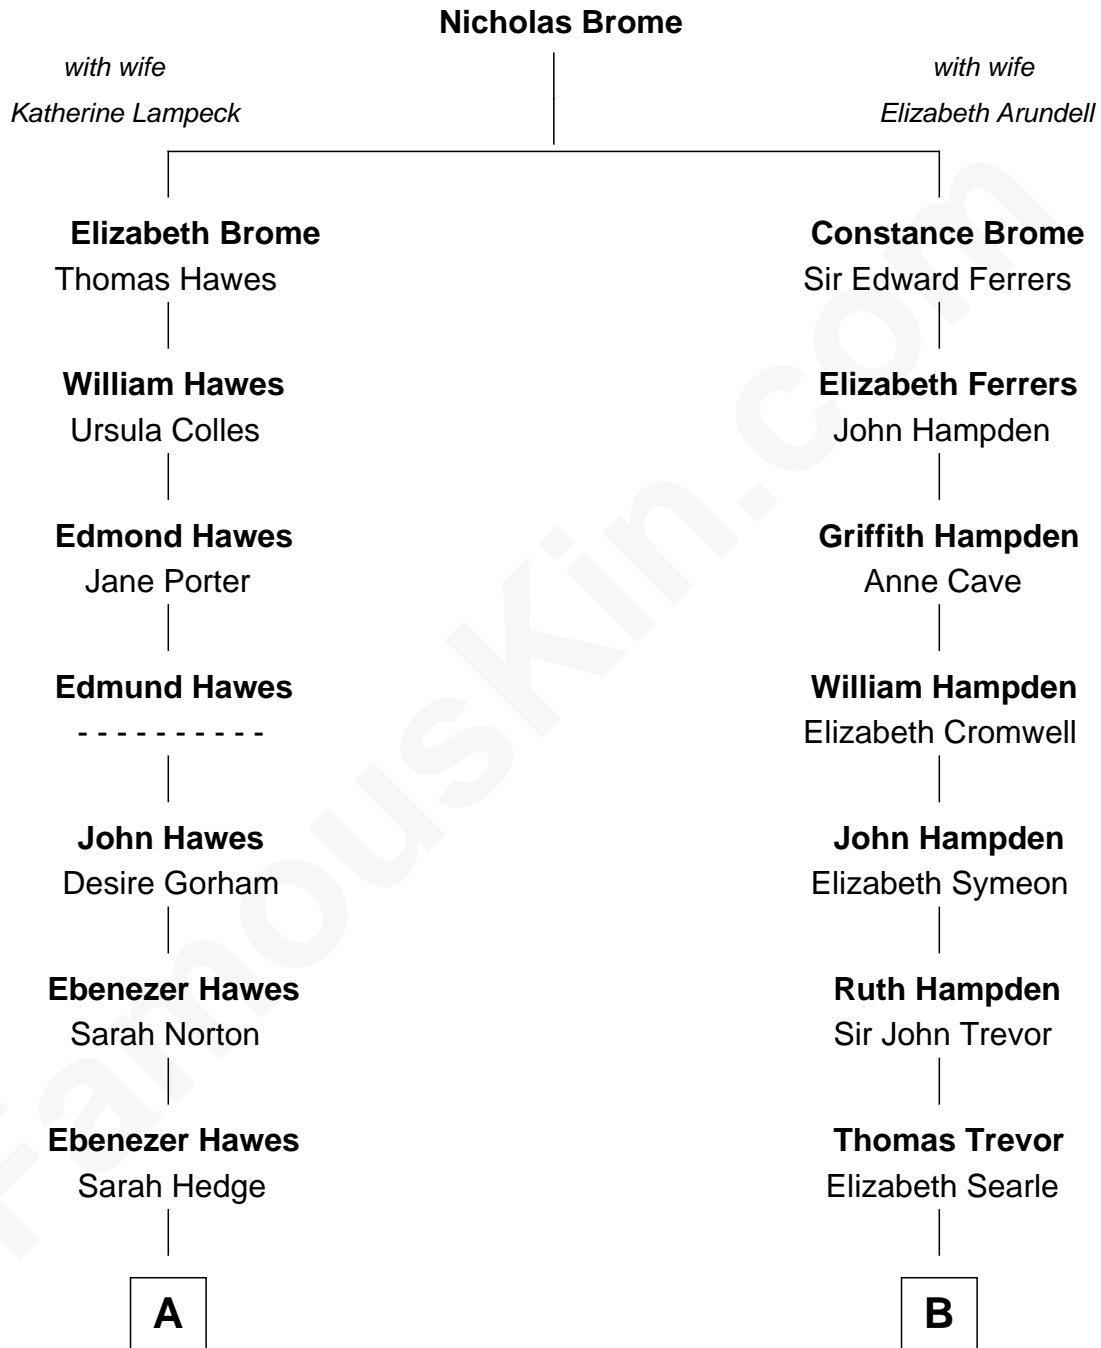 Nicholas Brome
with wife
Katherine Lampeck
with wife
Elizabeth Arundell
Elizabeth Brome
Thomas Hawes
Constance Brome
Sir Edward Ferrers
William Hawes
Ursula Colles
Elizabeth Ferrers
John Hampden
Edmond Hawes
Jane Porter
Griffith Hampden
Anne Cave
Edmund Hawes
- - - - - - - - - -
William Hampden
Elizabeth Cromwell
John Hawes
Desire Gorham
John Hampden
Elizabeth Symeon
Ebenezer Hawes
Sarah Norton
Ruth Hampden
Sir John Trevor
Ebenezer Hawes
Sarah Hedge
Thomas Trevor
Elizabeth Searle
A
B
FamousKin.com